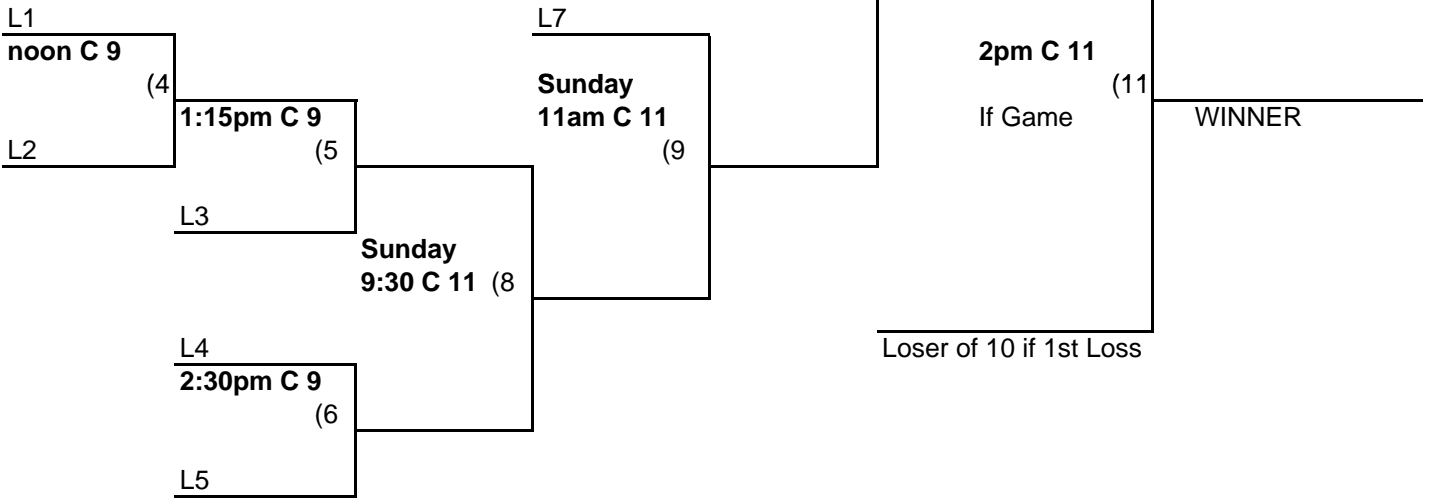 L1
noon C 9
(4
L2
1:15pm C 9
(5
L3
Sunday
9:30 C 11 (8
L4
2:30pm C 9
(6
L5
L7
Sunday
11am C 11
(9
2pm C 11
(11
If Game
WINNER
Loser of 10 if 1st Loss